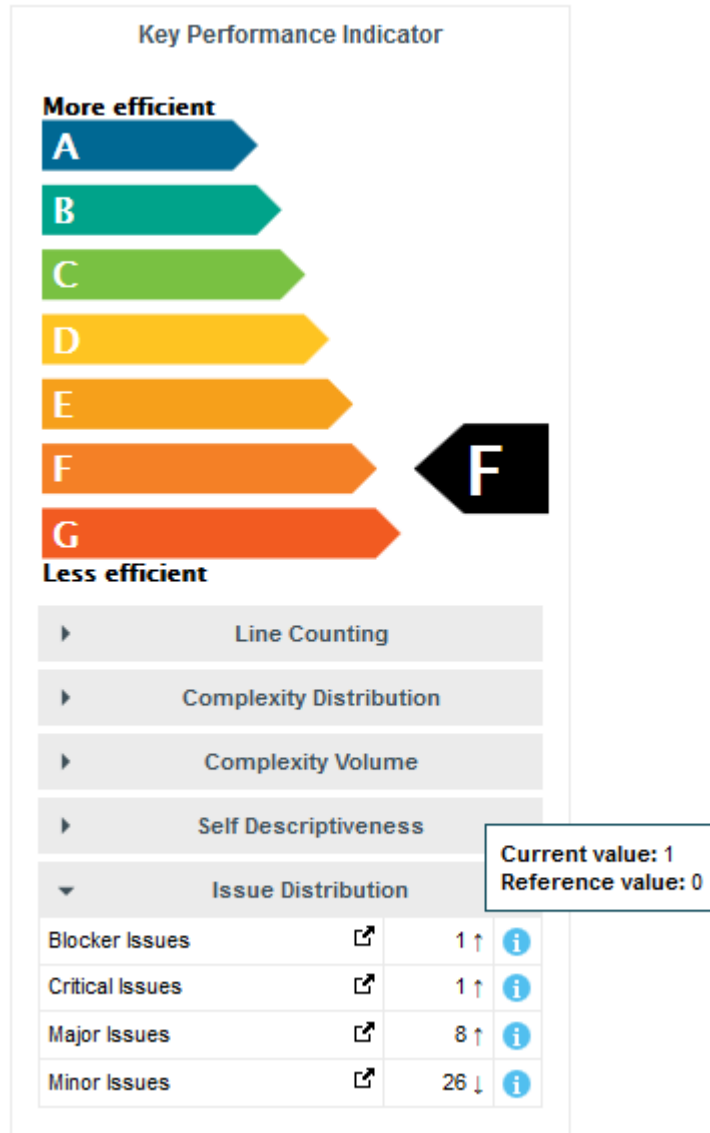 Key Performance Indicator
More efficient
A
B
C
D
E
F
F
G
Less efficient
Line Counting
Complexity Distribution
Complexity Volume
Self Descriptiveness
Current value: 1
Reference value: 0
Issue Distribution
Blocker Issues 1 ↑
Critical Issues 1 ↑
Major Issues 8 ↑
Minor Issues 26 ↓